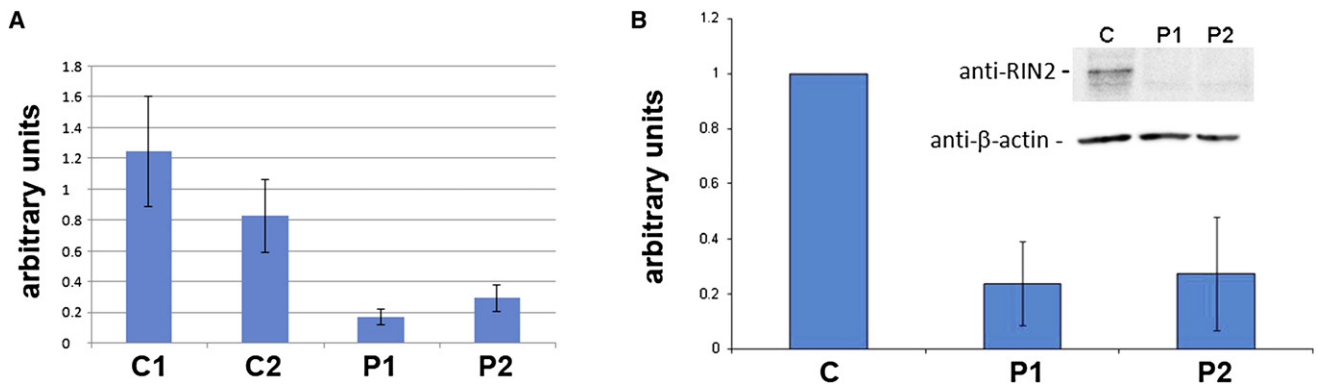 A
arbitrary units
1.8
1.6
1.4
1.2
1
0.8
0.6
0.4
0.2
0
C1 C2 P1 P2
B
arbitrary units
1.2
1
0.8
0.6
0.4
0.2
0
C P1 P2
C P1 P2
anti-RIN2 -
anti-β-actin -